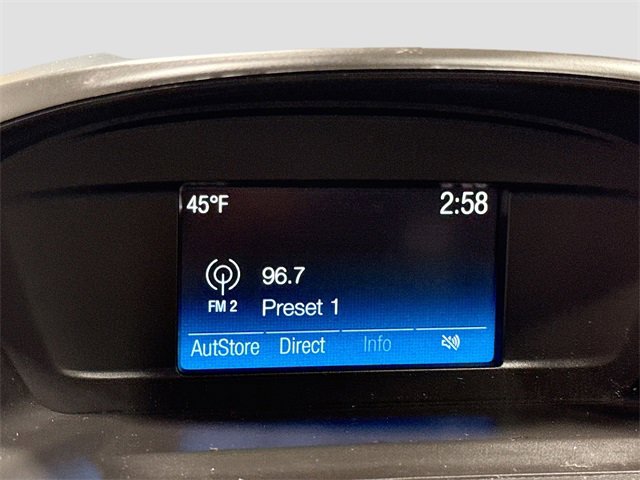 45°F 2:58
96.7
FM 2 Preset 1
AutStore Direct Info